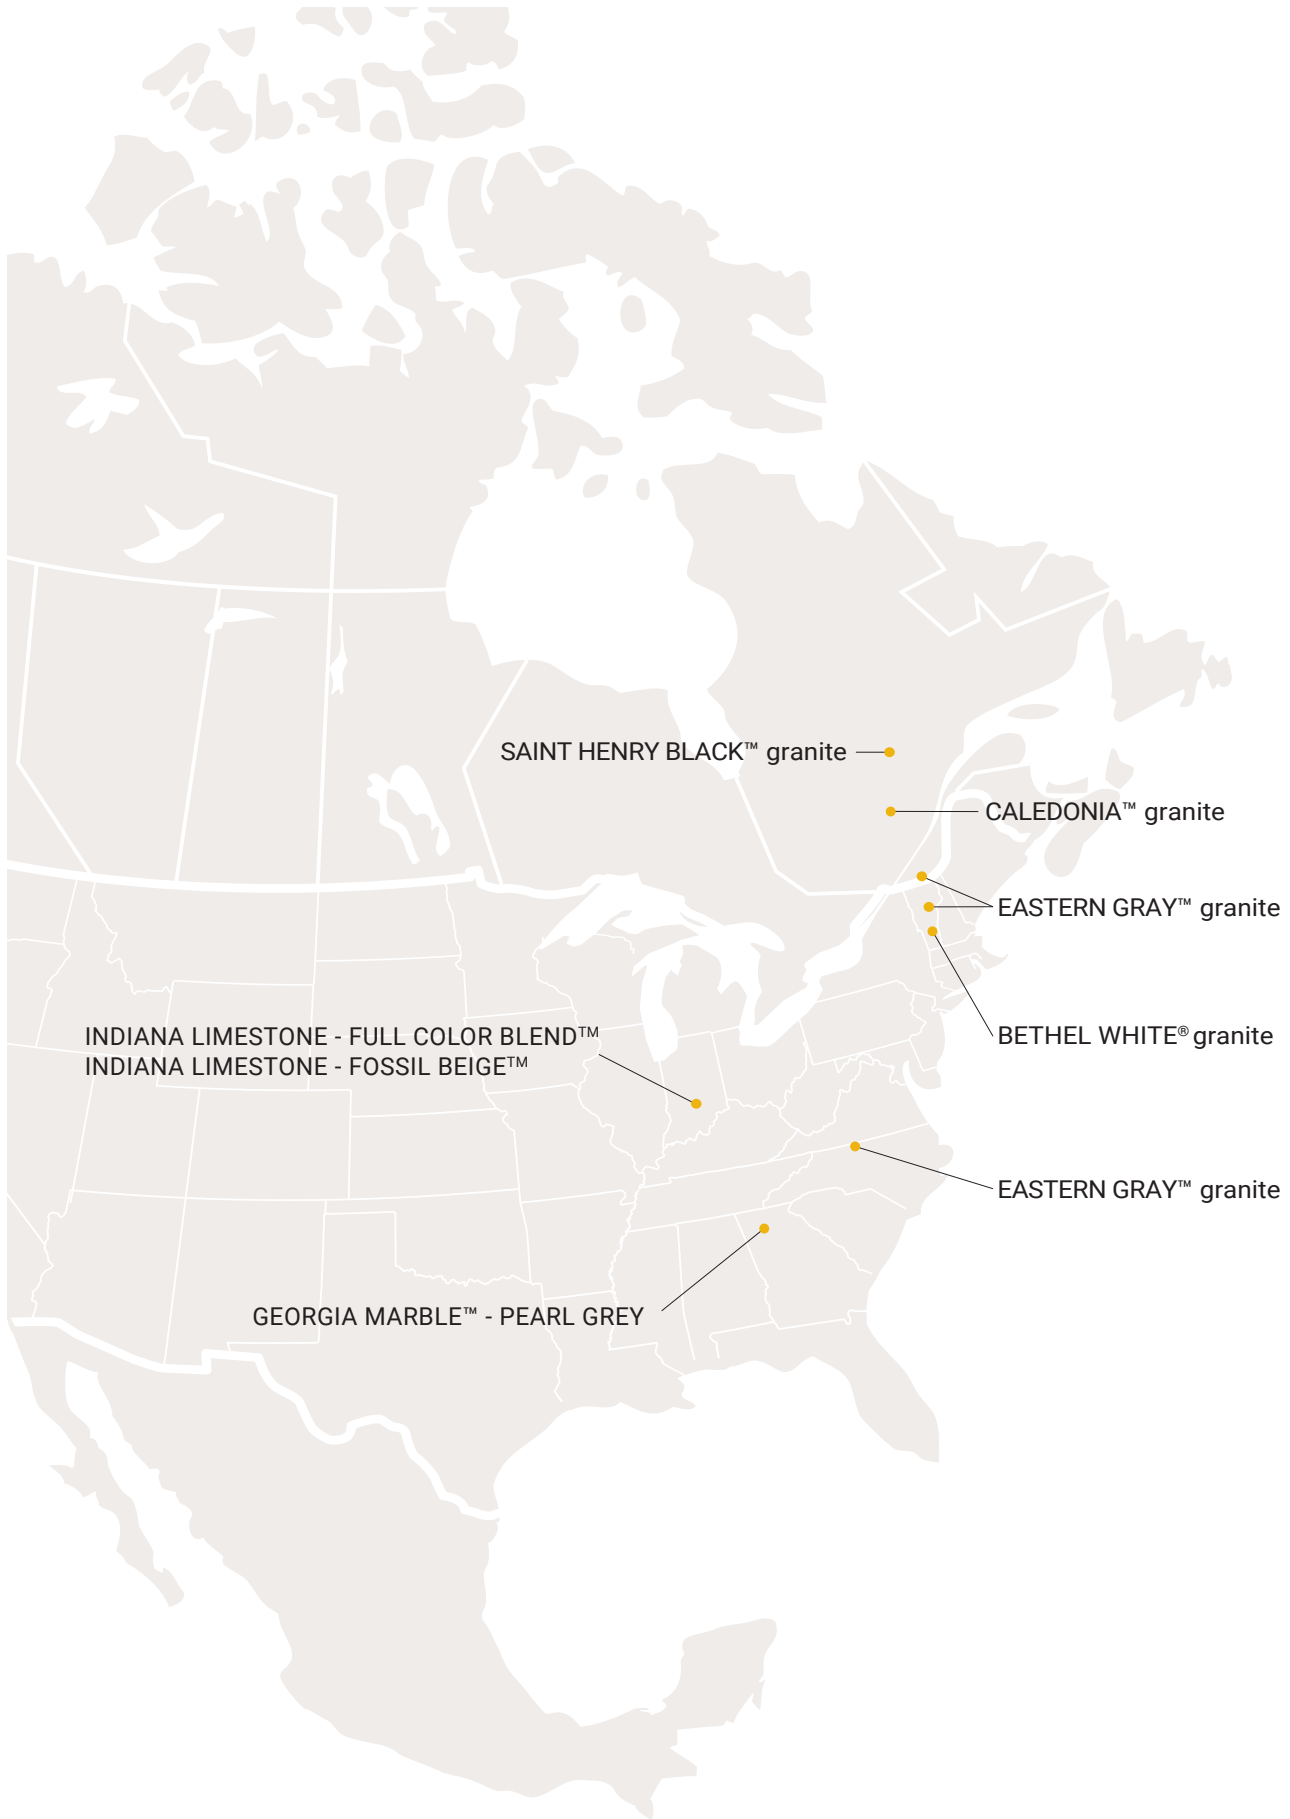 SAINT HENRY BLACK™ granite
CALEDONIA™ granite
EASTERN GRAY™ granite
INDIANA LIMESTONE - FULL COLOR BLEND™
BETHEL WHITE® granite
INDIANA LIMESTONE - FOSSIL BEIGE™
EASTERN GRAY™ granite
GEORGIA MARBLE™ - PEARL GREY